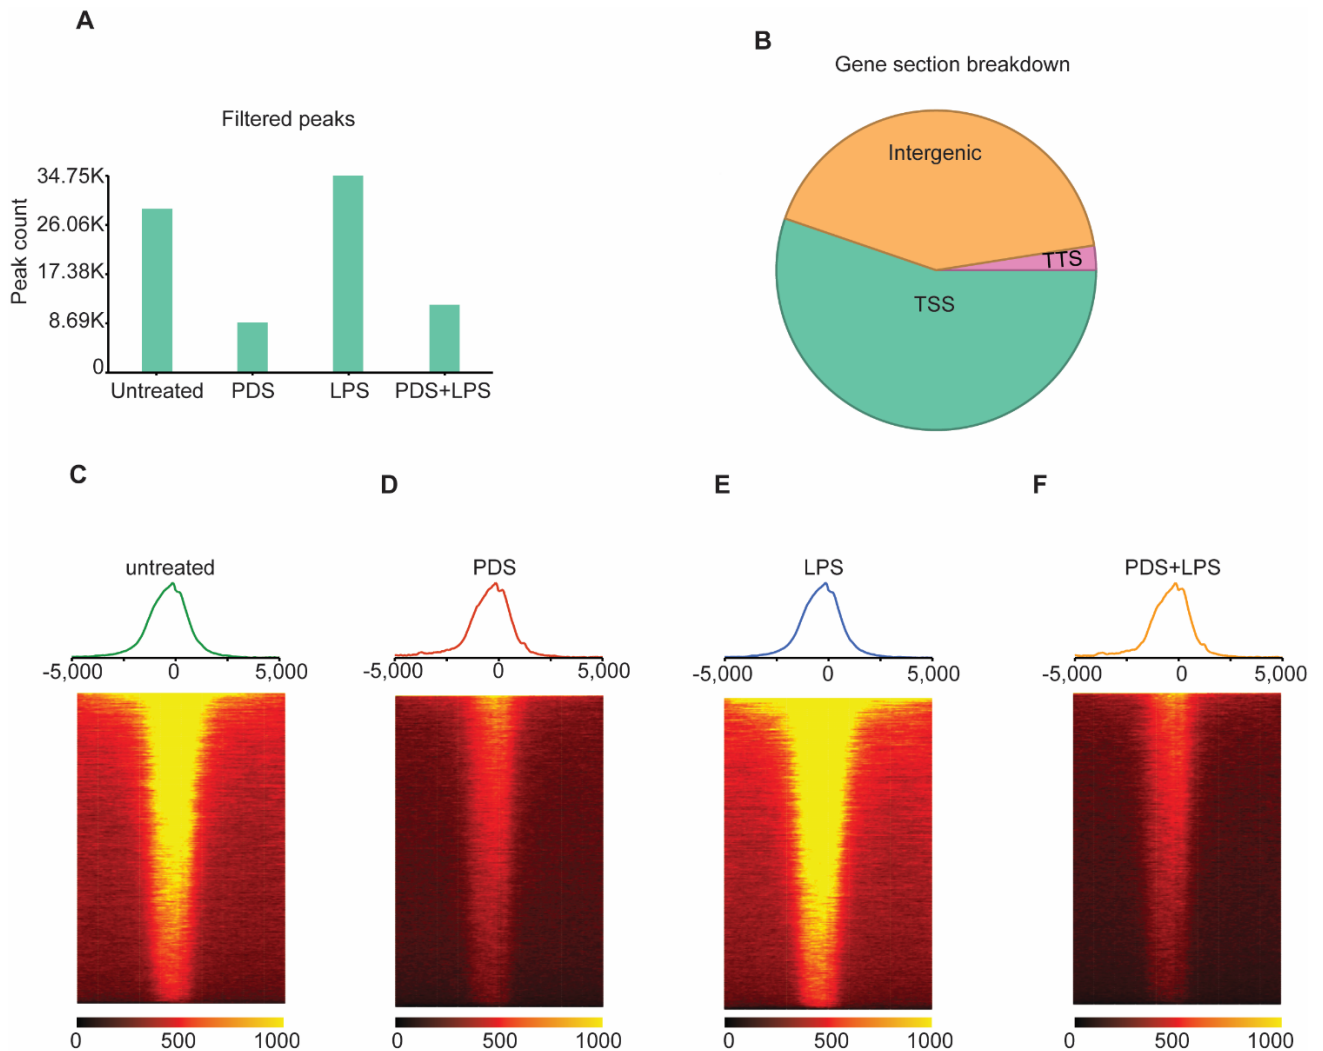 A
Filtered peaks
Peak count
34.75K
26.06K
17.38K
8.69K
0
Untreated PDS LPS PDS+LPS
B
Gene section breakdown
Intergenic
TTS
TSS
C
untreated
-5,000 0 5,000
0 500 1000
D
PDS
-5,000 0 5,000
0 500 1000
E
LPS
-5,000 0 5,000
0 500 1000
F
PDS+LPS
-5,000 0 5,000
0 500 1000